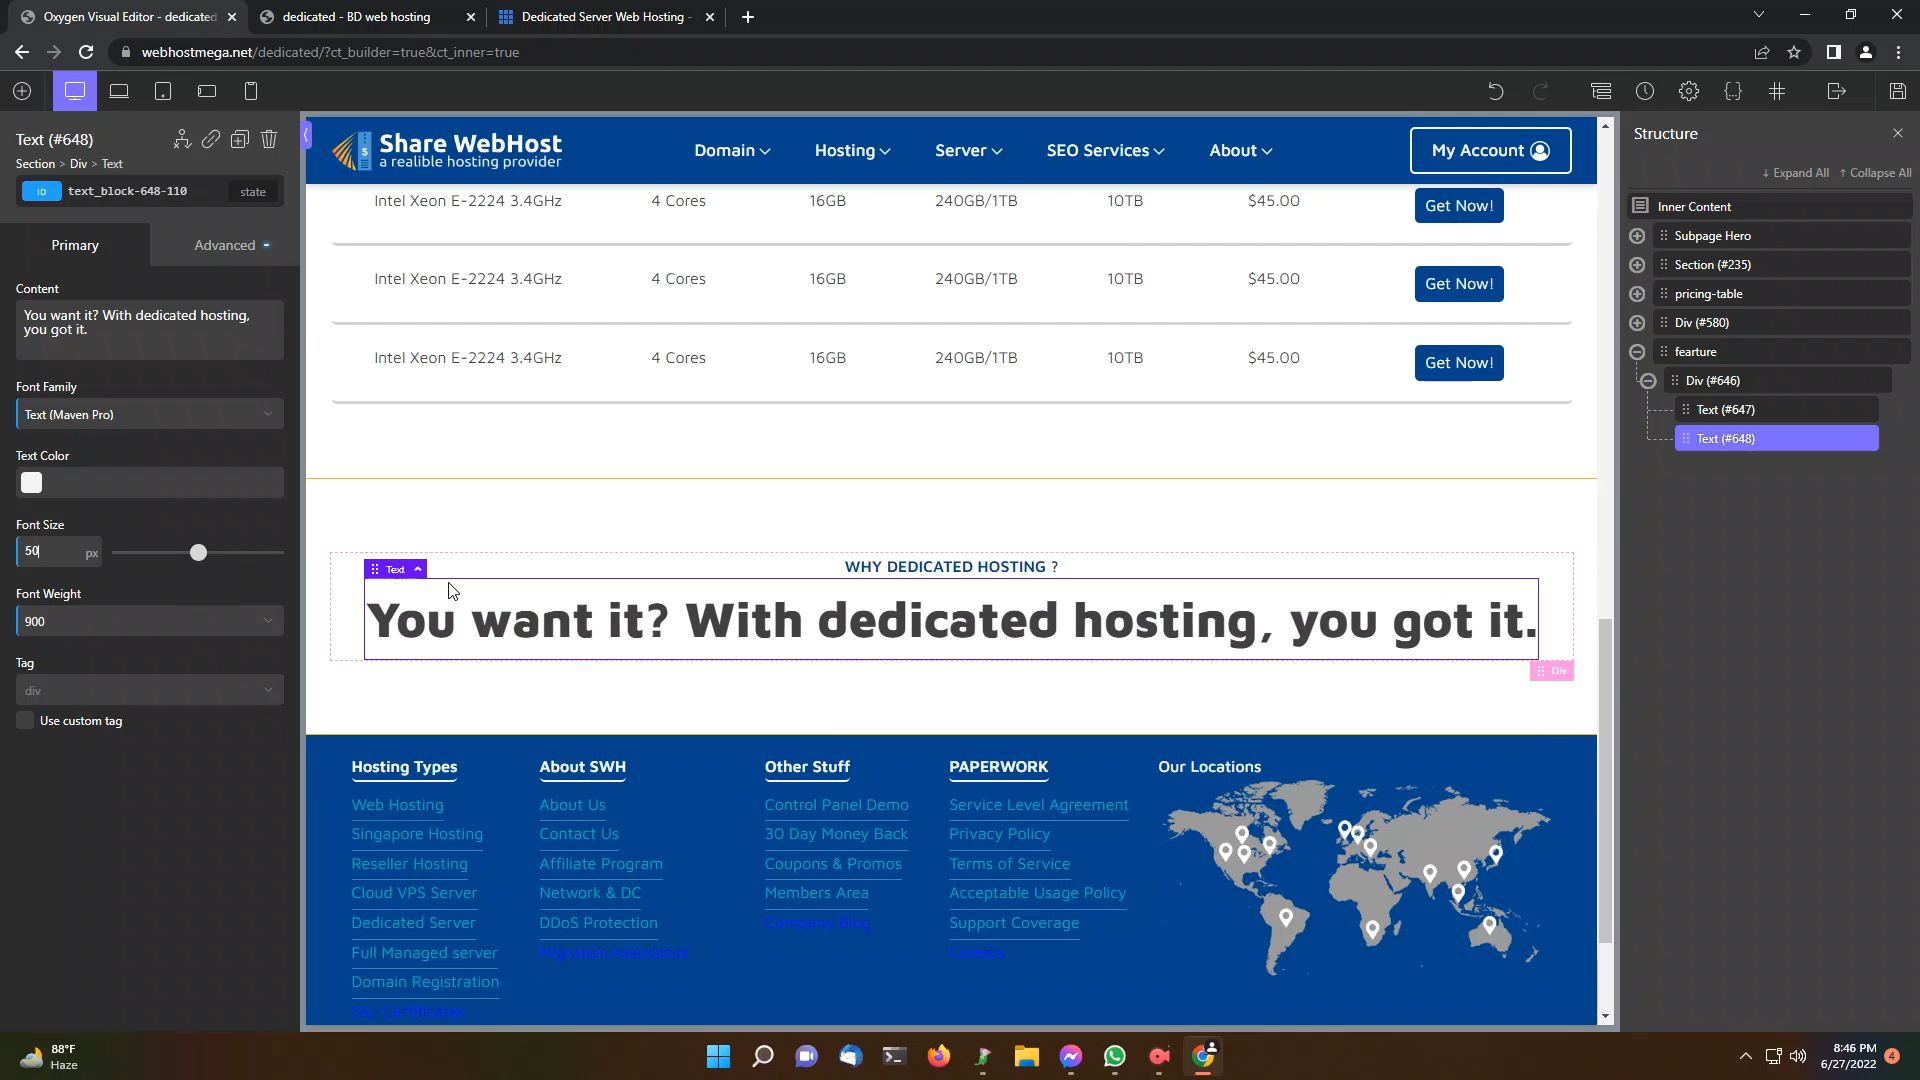 Oxygen Visual Editor - dedicated
dedicated - BD web hosting
Dedicated Server Web Hosting -
webhostmega.net/dedicated/?ct_builder=true&ct_inner=true
Text (#648)
Section > Div > Text
ID text_block-648-110 state
Primary
Advanced
Content
You want it? With dedicated hosting,
you got it.
Font Family
Text (Maven Pro)
Text Color
Font Size
50 px
Font Weight
900
Tag
div
Use custom tag
Share WebHost
a realible hosting provider
Domain
Hosting
Server
SEO Services
About
My Account
Intel Xeon E-2224 3.4GHz 4 Cores 16GB 240GB/1TB 10TB $45.00 Get Now!
Intel Xeon E-2224 3.4GHz 4 Cores 16GB 240GB/1TB 10TB $45.00 Get Now!
Intel Xeon E-2224 3.4GHz 4 Cores 16GB 240GB/1TB 10TB $45.00 Get Now!
WHY DEDICATED HOSTING ?
Text
You want it? With dedicated hosting, you got it.
Div
Hosting Types
Web Hosting
Singapore Hosting
Reseller Hosting
Cloud VPS Server
Dedicated Server
Full Managed server
Domain Registration
SSL Certificates
About SWH
About Us
Contact Us
Affiliate Program
Network & DC
DDoS Protection
Migration Assistance
Other Stuff
Control Panel Demo
30 Day Money Back
Coupons & Promos
Members Area
Company Blog
PAPERWORK
Service Level Agreement
Privacy Policy
Terms of Service
Acceptable Usage Policy
Support Coverage
Careers
Our Locations
Structure
Expand All
Collapse All
Inner Content
Subpage Hero
Section (#235)
pricing-table
Div (#580)
fearture
Div (#646)
Text (#647)
Text (#648)
88°F
Haze
8:46 PM
6/27/2022
4